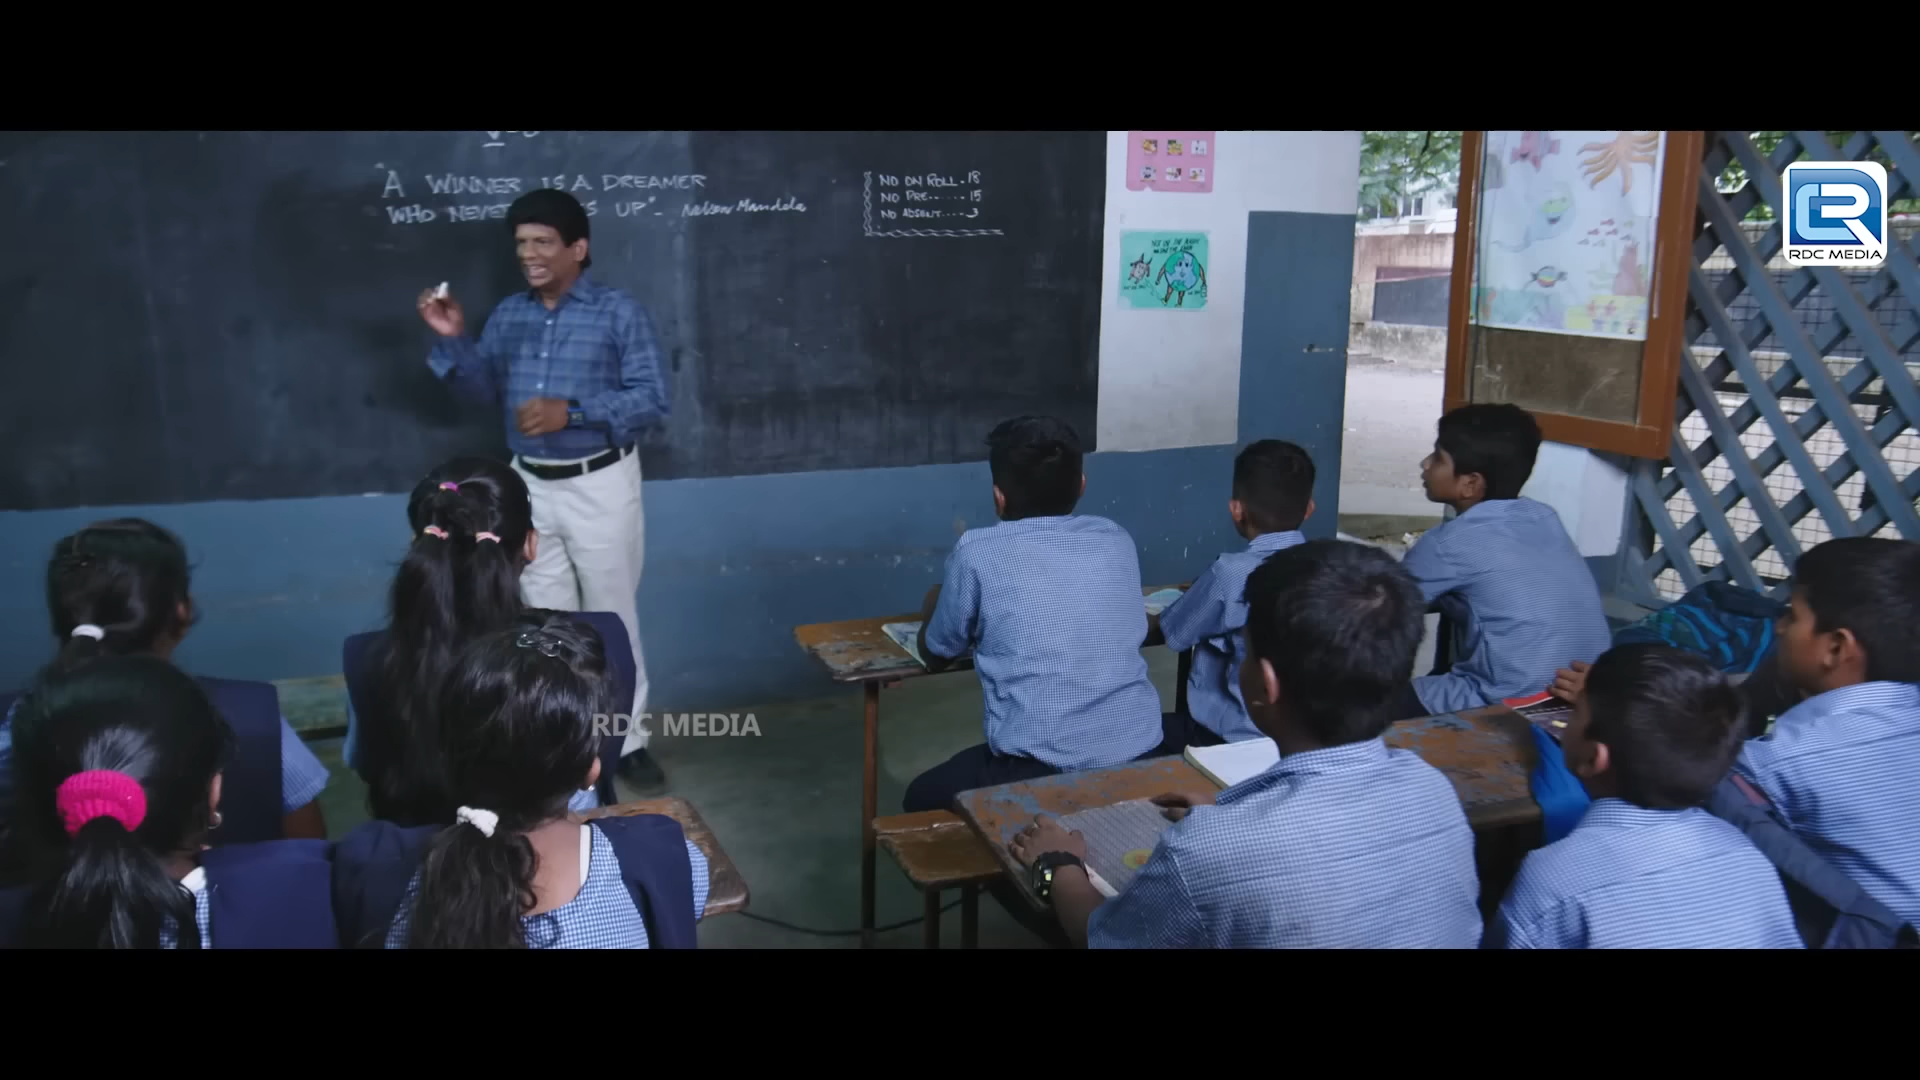 "A WINNER IS A DREAMER
WHO NEVER UP". Nelson Mandela
NO ON ROLL . 18
NO PRE...... 15
NO ABSENT.... 3
RDC MEDIA
RDC MEDIA